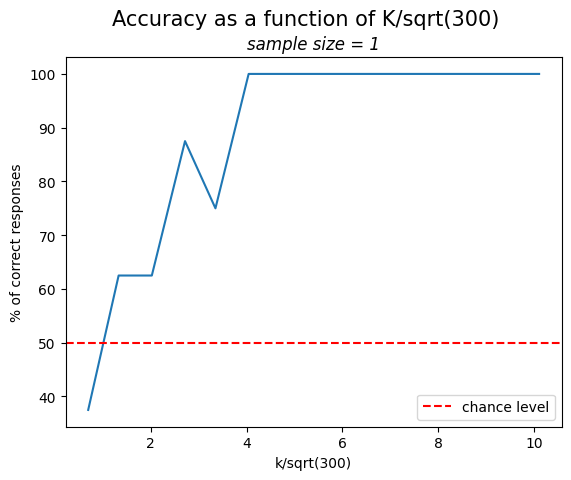 Accuracy as a function of K/sqrt(300)
sample size = 1
% of correct responses
100
90
80
70
60
50
40
chance level
2
4
6
8
10
k/sqrt(300)